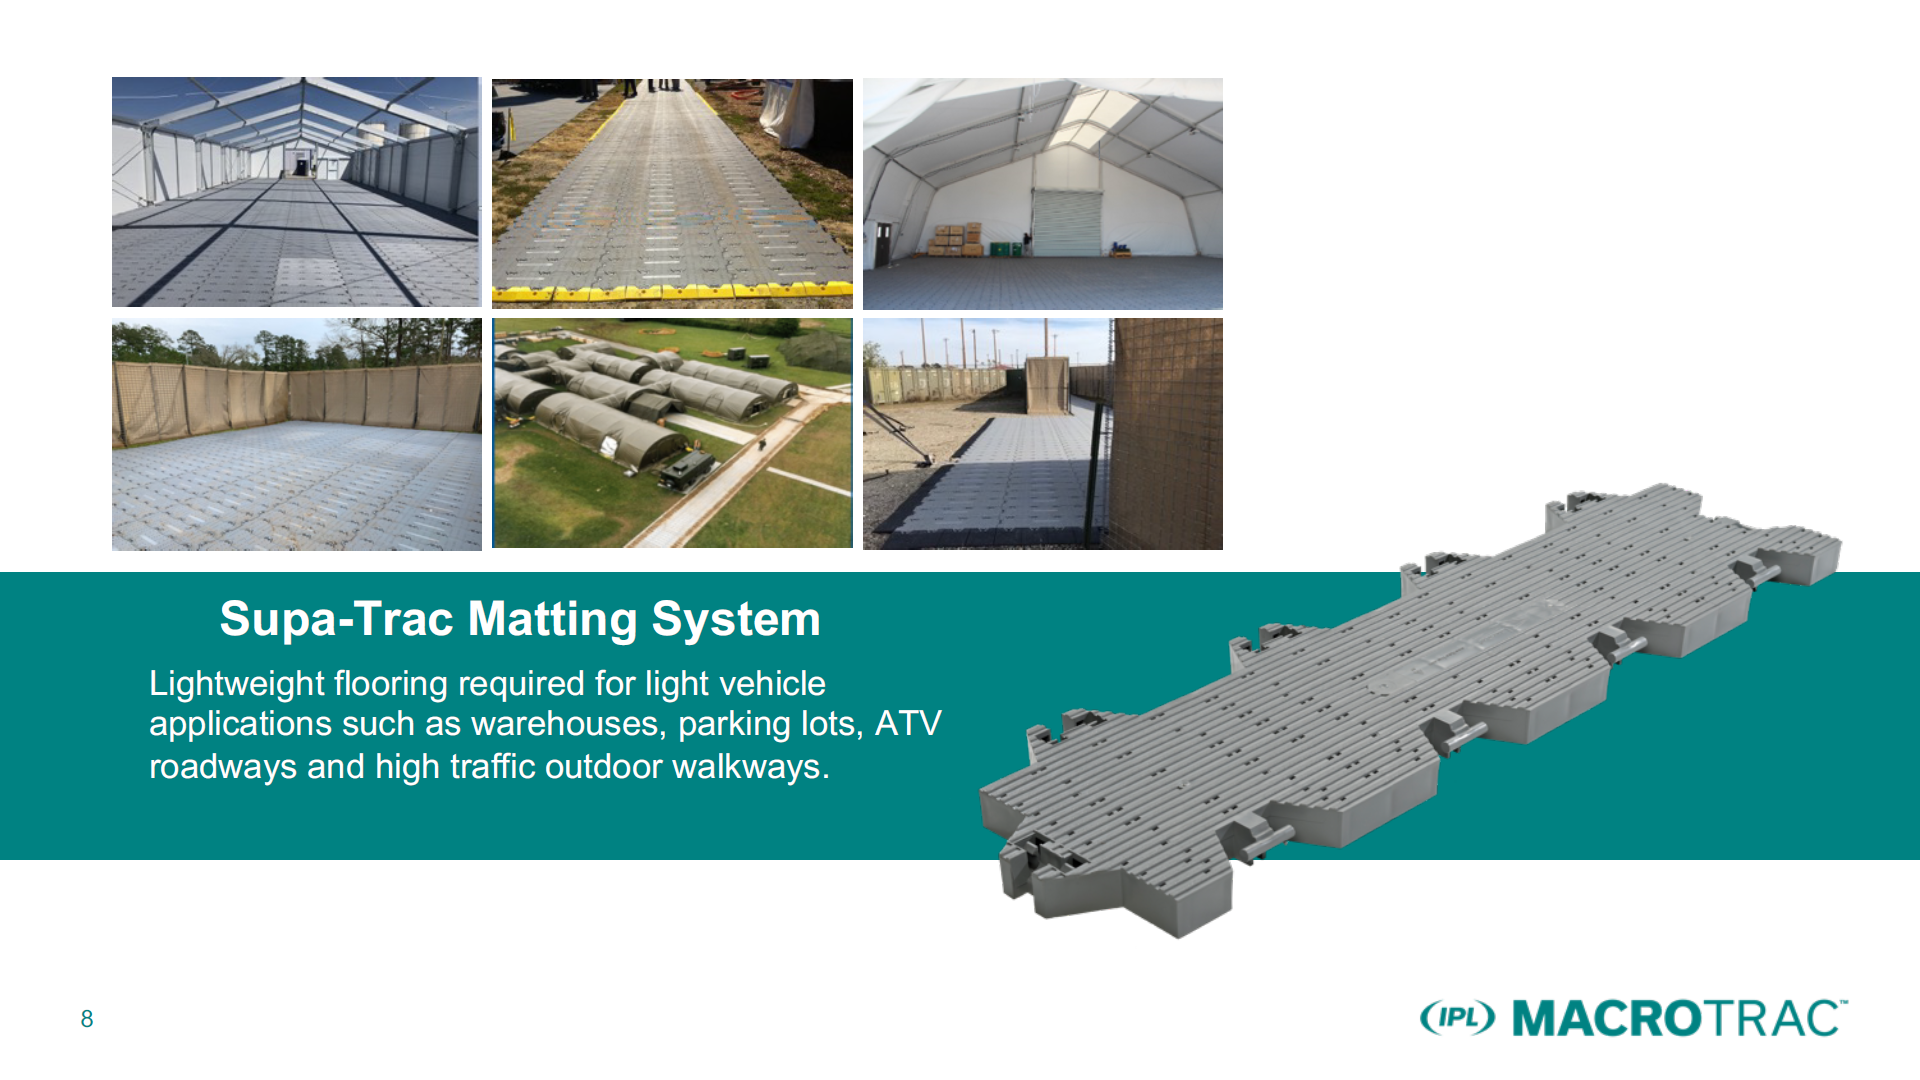 Supa-Trac Matting System
Lightweight flooring required for light vehicle
applications such as warehouses, parking lots, ATV
roadways and high traffic outdoor walkways.
8
(IPL) MACROTRAC™